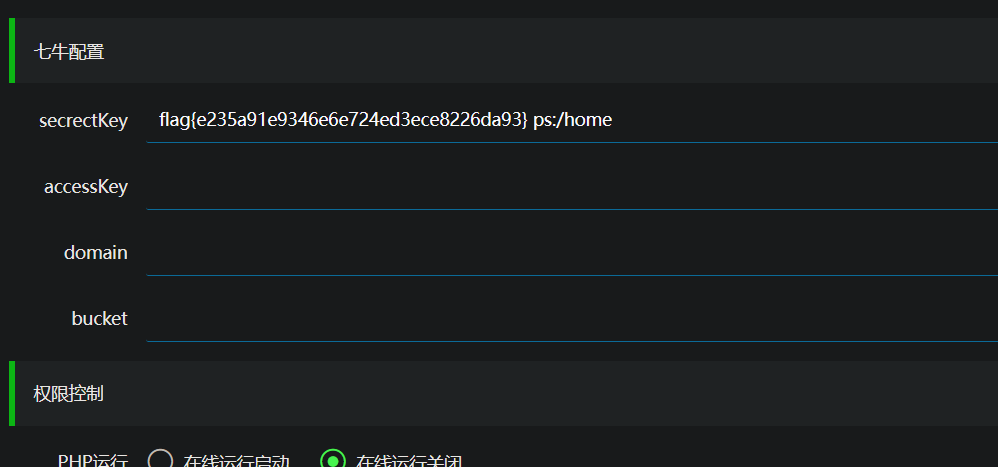 七牛配置
secrectKey flag{e235a91e9346e6e724ed3ece8226da93} ps:/home
accessKey
domain
bucket
权限控制
PHP运行 在线运行启动 在线运行关闭